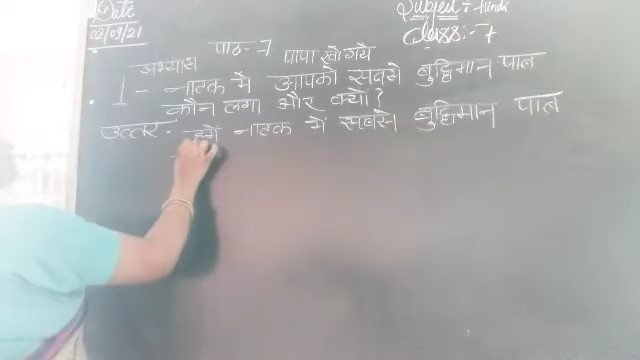 Date
02/09/21
Subject : Hindi
Class:- 7
पाठ-7 पापा खो गये
अभ्यास
1 - नाटक में आपको सबसे बुद्धिमान पात्र
कौन लगा और क्यों?
उत्तर- हमें नाटक में सबसे बुद्धिमान पात्र